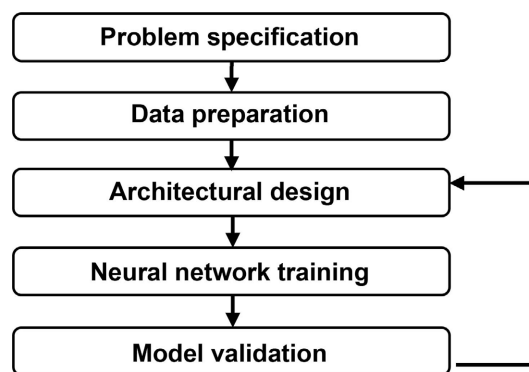 Problem specification
Data preparation
Architectural design
Neural network training
Model validation